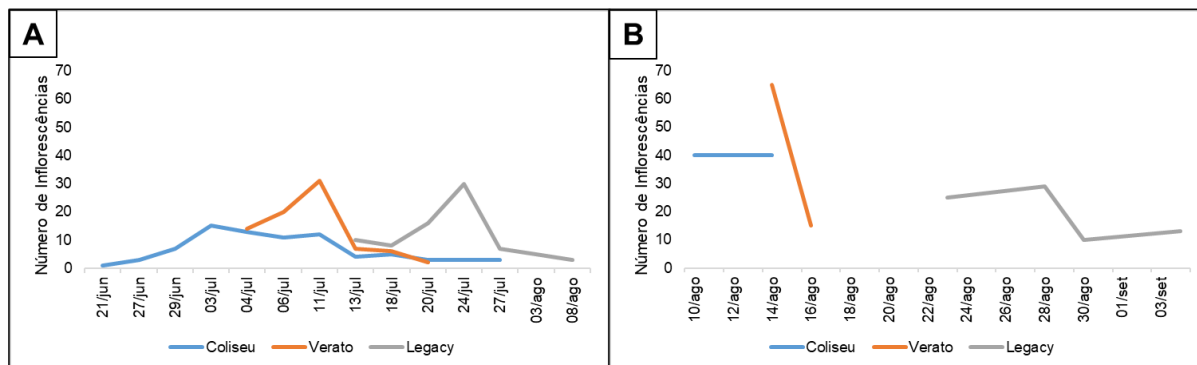 A
Número de Inflorescências
70
60
50
40
30
20
10
0
21/jun
27/jun
29/jun
03/jul
04/jul
06/jul
11/jul
13/jul
18/jul
20/jul
24/jul
27/jul
03/ago
08/ago
Coliseu Verato Legacy
B
Número de Inflorescências
70
60
50
40
30
20
10
0
10/ago
12/ago
14/ago
16/ago
18/ago
20/ago
22/ago
24/ago
26/ago
28/ago
30/ago
01/set
03/set
Coliseu Verato Legacy